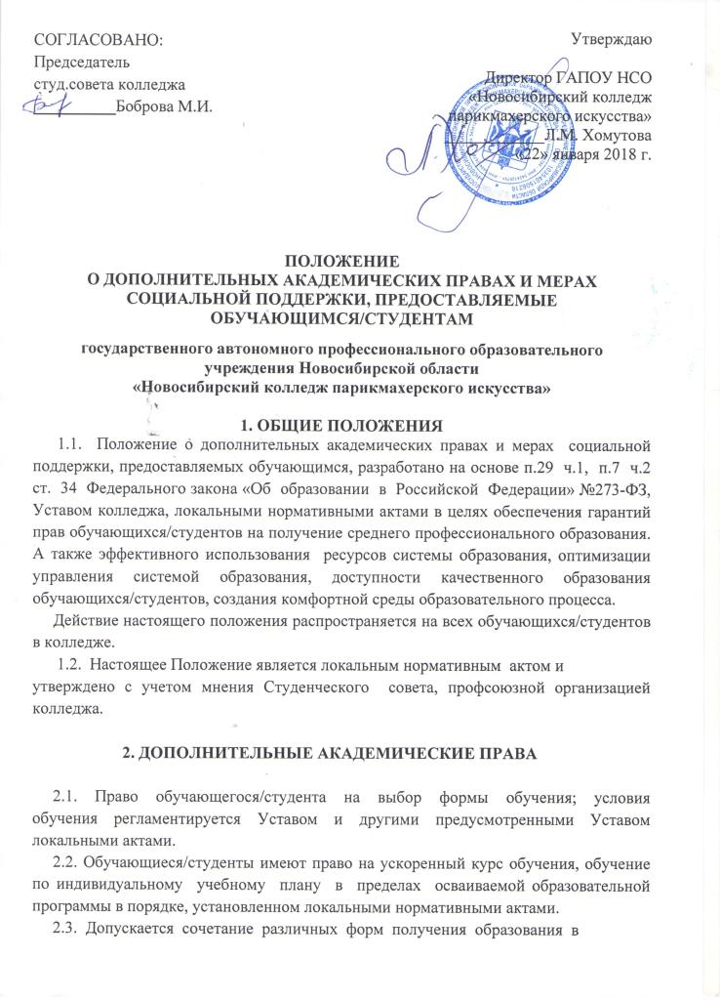 СОГЛАСОВАНО:
Председатель
студ.совета колледжа
__________Боброва М.И.
Утверждаю
Директор ГАПОУ НСО
«Новосибирский колледж
парикмахерского искусства»
____________Л.М. Хомутова
«22» января 2018 г.
ПОЛОЖЕНИЕ
О ДОПОЛНИТЕЛЬНЫХ АКАДЕМИЧЕСКИХ ПРАВАХ И МЕРАХ
СОЦИАЛЬНОЙ ПОДДЕРЖКИ, ПРЕДОСТАВЛЯЕМЫЕ
ОБУЧАЮЩИМСЯ/СТУДЕНТАМ
государственного автономного профессионального образовательного
учреждения Новосибирской области
«Новосибирский колледж парикмахерского искусства»
1. ОБЩИЕ ПОЛОЖЕНИЯ
1.1. Положение о дополнительных академических правах и мерах социальной
поддержки, предоставляемых обучающимся, разработано на основе п.29 ч.1, п.7 ч.2
ст. 34 Федерального закона «Об образовании в Российской Федерации» №273-ФЗ,
Уставом колледжа, локальными нормативными актами в целях обеспечения гарантий
прав обучающихся/студентов на получение среднего профессионального образования.
А также эффективного использования ресурсов системы образования, оптимизации
управления системой образования, доступности качественного образования
обучающихся/студентов, создания комфортной среды образовательного процесса.
Действие настоящего положения распространяется на всех обучающихся/студентов
в колледже.
1.2. Настоящее Положение является локальным нормативным актом и
утверждено с учетом мнения Студенческого совета, профсоюзной организацией
колледжа.
2. ДОПОЛНИТЕЛЬНЫЕ АКАДЕМИЧЕСКИЕ ПРАВА
2.1. Право обучающегося/студента на выбор формы обучения; условия
обучения регламентируется Уставом и другими предусмотренными Уставом
локальными актами.
2.2. Обучающиеся/студенты имеют право на ускоренный курс обучения, обучение
по индивидуальному учебному плану в пределах осваиваемой образовательной
программы в порядке, установленном локальными нормативными актами.
2.3. Допускается сочетание различных форм получения образования в